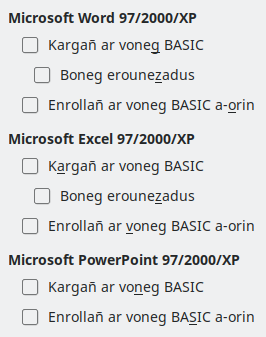 Microsoft Word 97/2000/XP
Kargañ ar voneg BASIC
Boneg erounezadus
Enrollañ ar voneg BASIC a-orin
Microsoft Excel 97/2000/XP
Kargañ ar voneg BASIC
Boneg erounezadus
Enrollañ ar voneg BASIC a-orin
Microsoft PowerPoint 97/2000/XP
Kargañ ar voneg BASIC
Enrollañ ar voneg BASIC a-orin